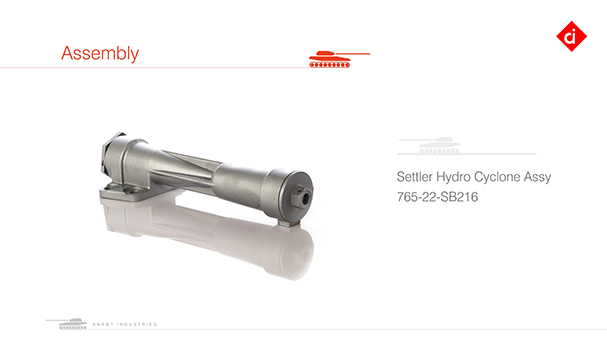 Assembly
Settler Hydro Cyclone Assy
765-22-SB216
ANANT INDUSTRIES